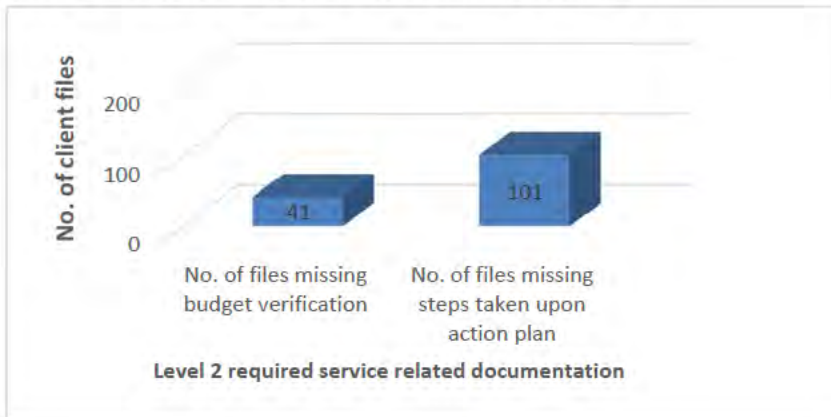 No. of client files
200
100
0
41
101
No. of files missing
budget verification
No. of files missing
steps taken upon
action plan
Level 2 required service related documentation